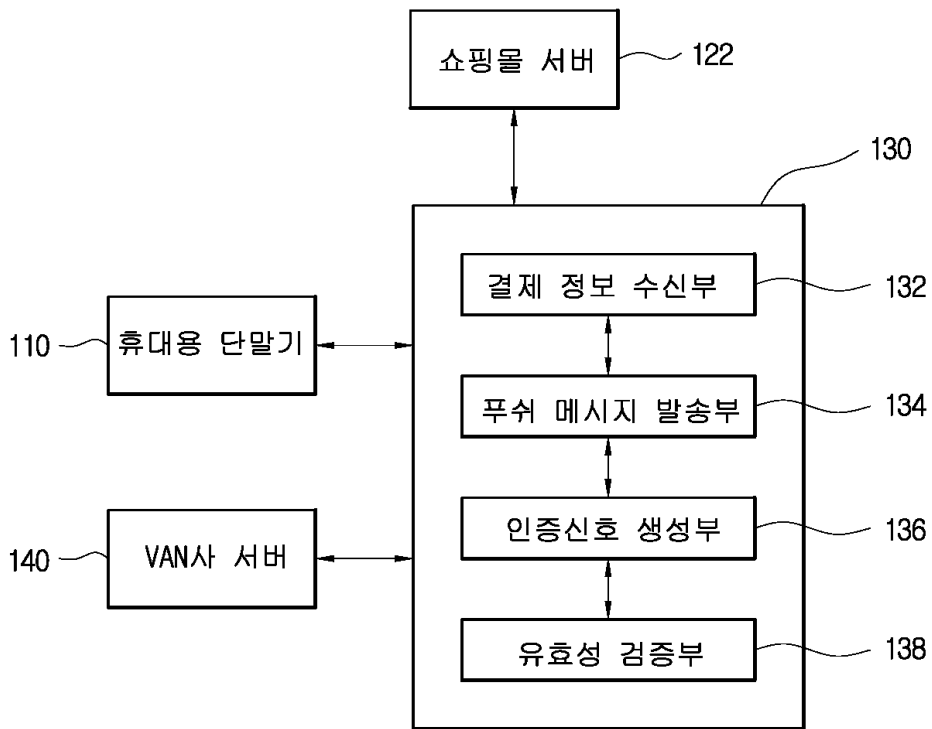 쇼핑몰 서버
122
130
결제 정보 수신부
132
110
휴대용 단말기
푸쉬 메시지 발송부
134
인증신호 생성부
136
140
VAN사 서버
유효성 검증부
138